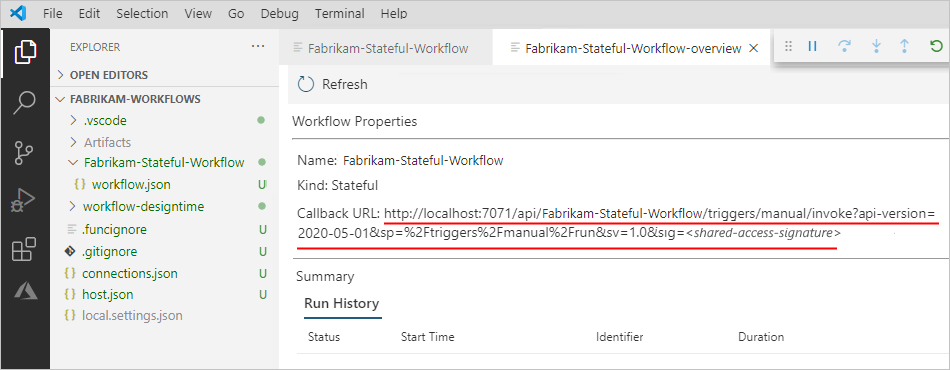 File Edit Selection View Go Debug Terminal Help
EXPLORER ...
OPEN EDITORS
FABRIKAM-WORKFLOWS
.vscode
Artifacts
Fabrikam-Stateful-Workflow
workflow.json U
workflow-designtime
.funcignore U
.gitignore U
connections.json U
host.json U
local.settings.json
Fabrikam-Stateful-Workflow Fabrikam-Stateful-Workflow-overview
Refresh
Workflow Properties
Name: Fabrikam-Stateful-Workflow
Kind: Stateful
Callback URL: http://localhost:7071/api/Fabrikam-Stateful-Workflow/triggers/manual/invoke?api-version=
2020-05-01&sp=%2Ftriggers%2Fmanual%2Frun&sv=1.0&sig=<shared-access-signature>
Summary
Run History
Status Start Time Identifier Duration